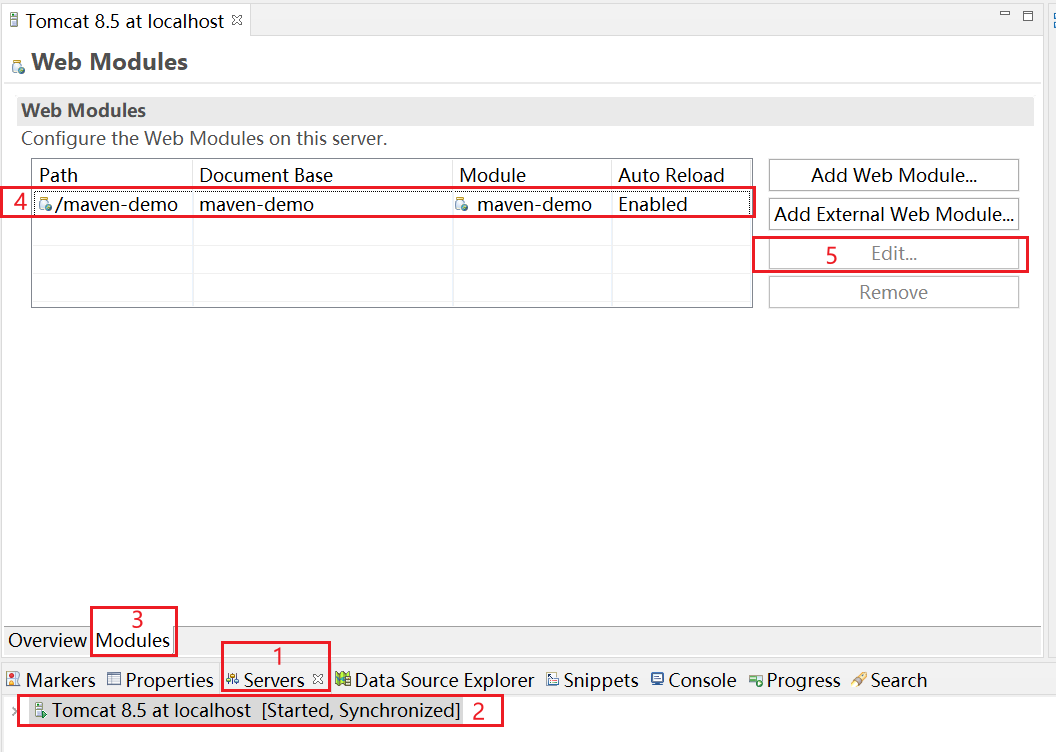 Tomcat 8.5 at localhost
Web Modules
Web Modules
Configure the Web Modules on this server.
Path Document Base Module Auto Reload
4 /maven-demo maven-demo maven-demo Enabled
Add Web Module...
Add External Web Module...
5 Edit...
Remove
3
Overview Modules
1
Markers Properties Servers Data Source Explorer Snippets Console Progress Search
Tomcat 8.5 at localhost [Started, Synchronized] 2